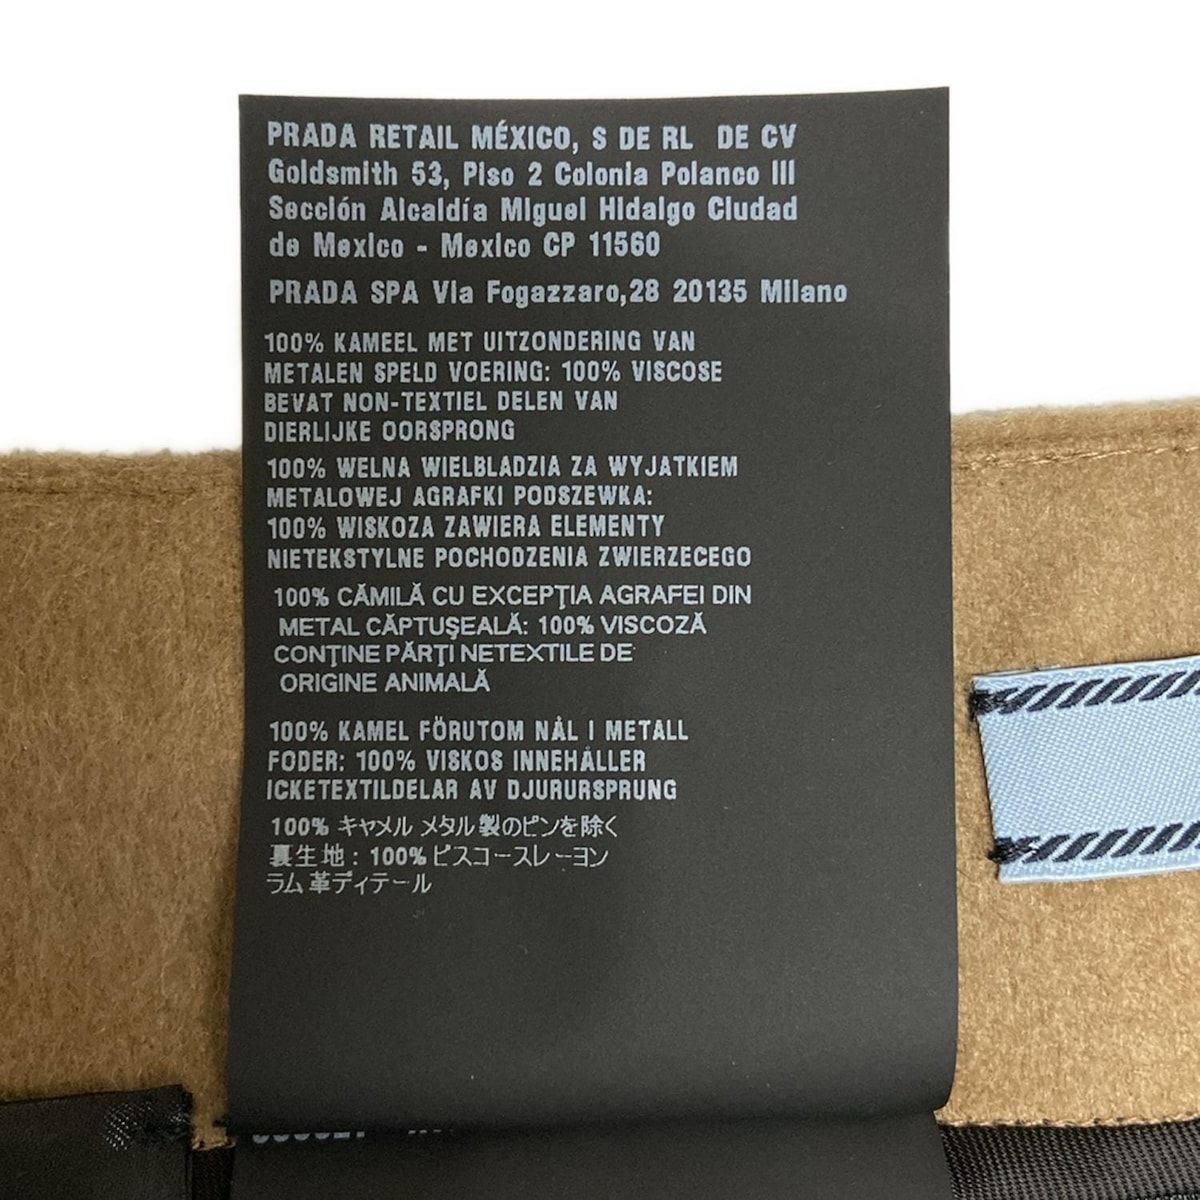 PRADA RETAIL MÉXICO, S DE RL DE CV
Goldsmith 53, Piso 2 Colonia Polanco III
Sección Alcaldía Miguel Hidalgo Ciudad
de Mexico - Mexico CP 11560
PRADA SPA Via Fogazzaro,28 20135 Milano
100% KAMEEL MET UITZONDERING VAN
METALEN SPELD VOERING: 100% VISCOSE
BEVAT NON-TEXTIEL DELEN VAN
DIERLIJKE OORSPRONG
100% WELNA WIELBLADZIA ZA WYJATKIEM
METALOWEJ AGRAFKI PODSZEWKA:
100% WISKOZA ZAWIERA ELEMENTY
NIETEKSTYLNE POCHODZENIA ZWIERZECEGO
100% CĂMILĂ CU EXCEPŢIA AGRAFEI DIN
METAL CĂPTUŞEALĂ: 100% VISCOZĂ
CONŢINE PĂRŢI NETEXTILE DE
ORIGINE ANIMALĂ
100% KAMEL FÖRUTOM NÅL I METALL
FODER: 100% VISKOS INNEHÅLLER
ICKETEXTILDELAR AV DJURURSPRUNG
100% キャメル メタル製のピンを除く
裏生地：100%ビスコースレーヨン
ラム革ディテール